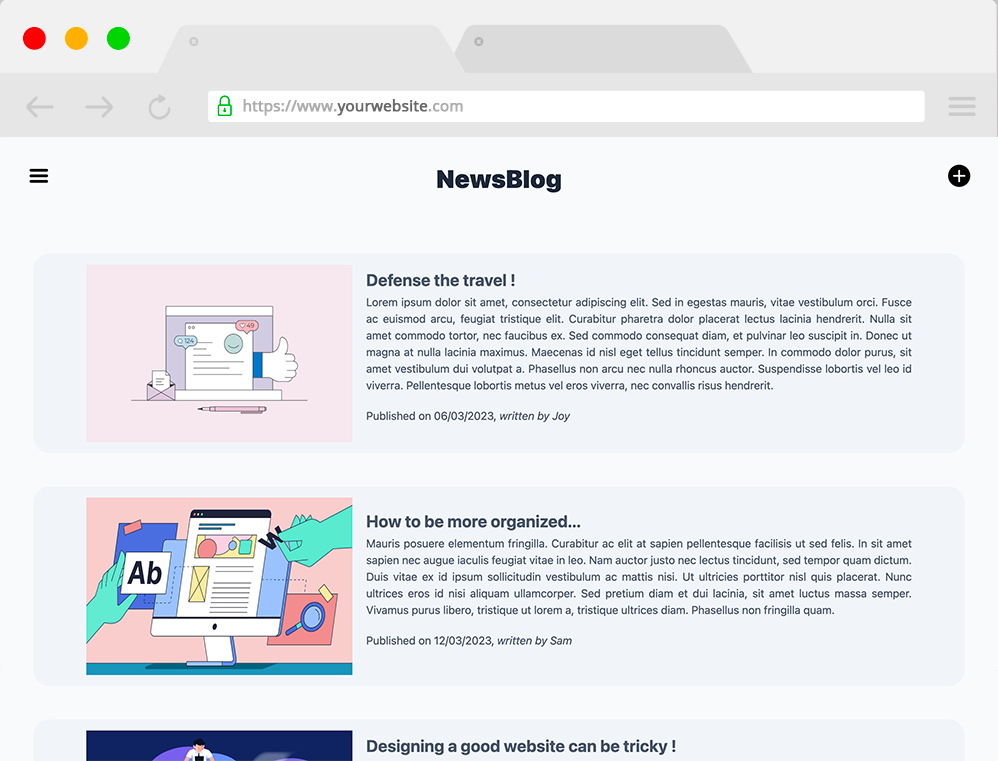 https://www.yourwebsite.com
NewsBlog
Defense the travel !
Lorem ipsum dolor sit amet, consectetur adipiscing elit. Sed in egestas mauris, vitae vestibulum orci. Fusce
ac euismod arcu, feugiat tristique elit. Curabitur pharetra dolor placerat lectus lacinia hendrerit. Nulla sit
amet commodo tortor, nec faucibus ex. Sed commodo consequat diam, et pulvinar leo suscipit in. Donec ut
magna at nulla lacinia maximus. Maecenas id nisl eget tellus tincidunt semper. In commodo dolor purus, sit
amet vestibulum dui volutpat a. Phasellus non arcu nec nulla rhoncus auctor. Suspendisse lobortis vel leo id
viverra. Pellentesque lobortis metus vel eros viverra, nec convallis risus hendrerit.
Published on 06/03/2023, written by Joy
49
124
How to be more organized...
Mauris posuere elementum fringilla. Curabitur ac elit at sapien pellentesque facilisis ut sed felis. In sit amet
sapien nec augue iaculis feugiat vitae in leo. Nam auctor justo nec lectus tincidunt, sed tempor quam dictum.
Duis vitae ex id ipsum sollicitudin vestibulum ac mattis nisi. Ut ultricies porttitor nisl quis placerat. Nunc
ultrices eros id nisi aliquam ullamcorper. Sed pretium diam et dui lacinia, sit amet luctus massa semper.
Vivamus purus libero, tristique ut lorem a, tristique ultrices diam. Phasellus non fringilla quam.
Published on 12/03/2023, written by Sam
Ab
W
Designing a good website can be tricky !